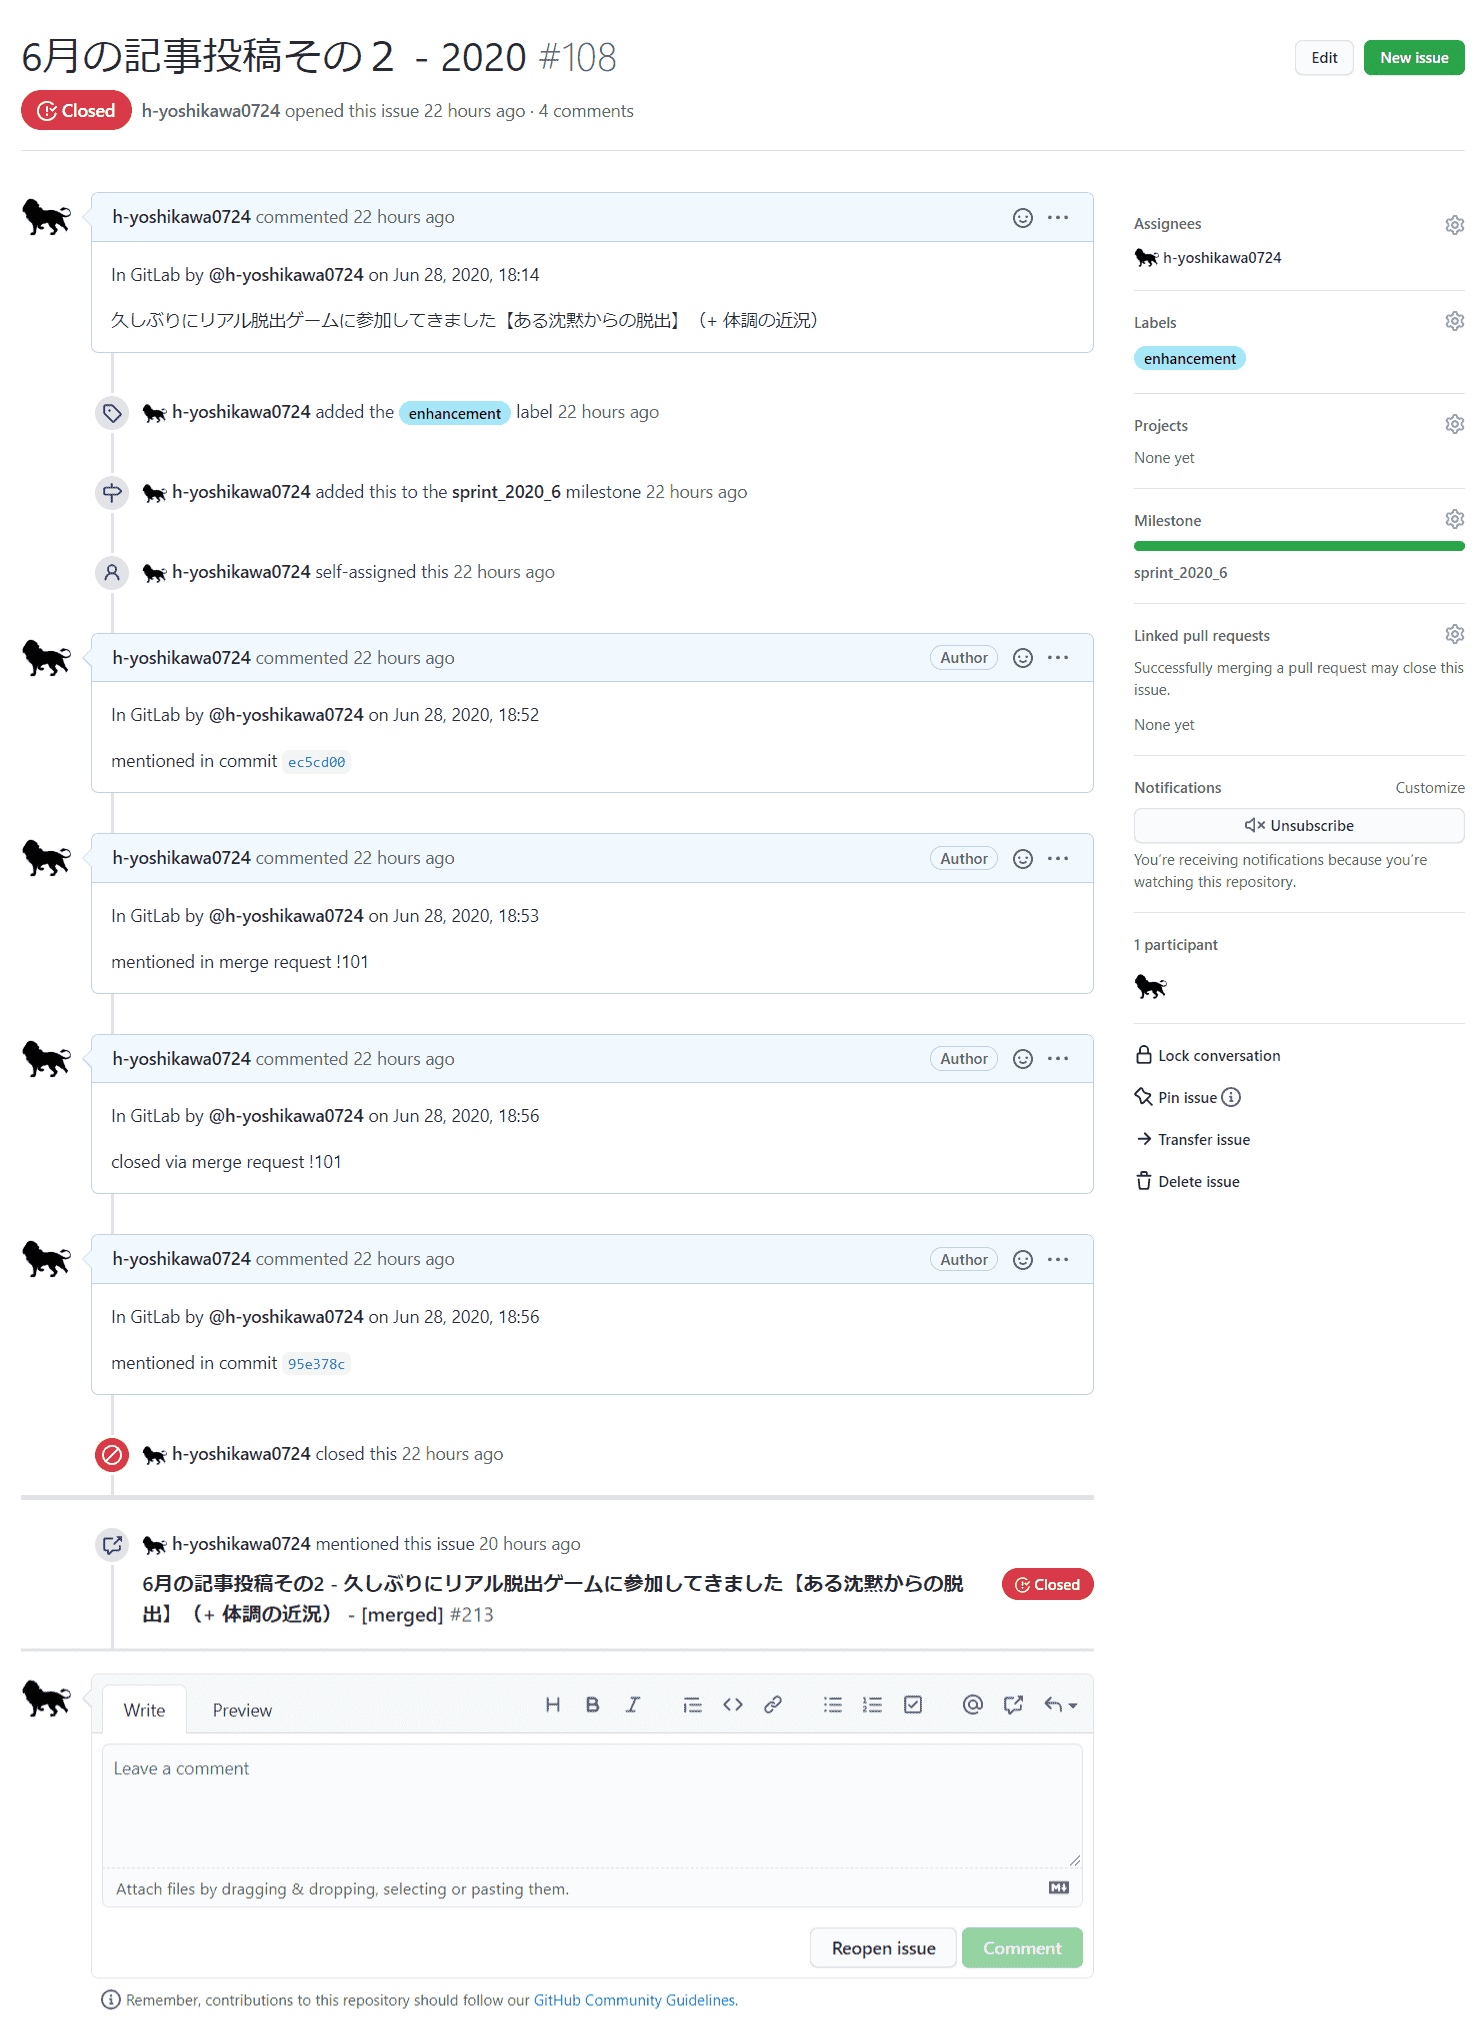 6月の記事投稿その２ - 2020 #108
Edit
New issue
Closed
h-yoshikawa0724 opened this issue 22 hours ago · 4 comments
h-yoshikawa0724 commented 22 hours ago
In GitLab by @h-yoshikawa0724 on Jun 28, 2020, 18:14
久しぶりにリアル脱出ゲームに参加してきました【ある沈黙からの脱出】（+ 体調の近況）
h-yoshikawa0724 added the enhancement label 22 hours ago
h-yoshikawa0724 added this to the sprint_2020_6 milestone 22 hours ago
h-yoshikawa0724 self-assigned this 22 hours ago
h-yoshikawa0724 commented 22 hours ago
Author
In GitLab by @h-yoshikawa0724 on Jun 28, 2020, 18:52
mentioned in commit ec5cd00
h-yoshikawa0724 commented 22 hours ago
Author
In GitLab by @h-yoshikawa0724 on Jun 28, 2020, 18:53
mentioned in merge request !101
h-yoshikawa0724 commented 22 hours ago
Author
In GitLab by @h-yoshikawa0724 on Jun 28, 2020, 18:56
closed via merge request !101
h-yoshikawa0724 commented 22 hours ago
Author
In GitLab by @h-yoshikawa0724 on Jun 28, 2020, 18:56
mentioned in commit 95e378c
h-yoshikawa0724 closed this 22 hours ago
h-yoshikawa0724 mentioned this issue 20 hours ago
6月の記事投稿その2 - 久しぶりにリアル脱出ゲームに参加してきました【ある沈黙からの脱
出】（+ 体調の近況） - [merged] #213
Closed
Write
Preview
Leave a comment
Attach files by dragging & dropping, selecting or pasting them.
Reopen issue
Comment
Remember, contributions to this repository should follow our GitHub Community Guidelines.
Assignees
h-yoshikawa0724
Labels
enhancement
Projects
None yet
Milestone
sprint_2020_6
Linked pull requests
Successfully merging a pull request may close this
issue.
None yet
Notifications
Customize
Unsubscribe
You're receiving notifications because you're
watching this repository.
1 participant
Lock conversation
Pin issue
Transfer issue
Delete issue